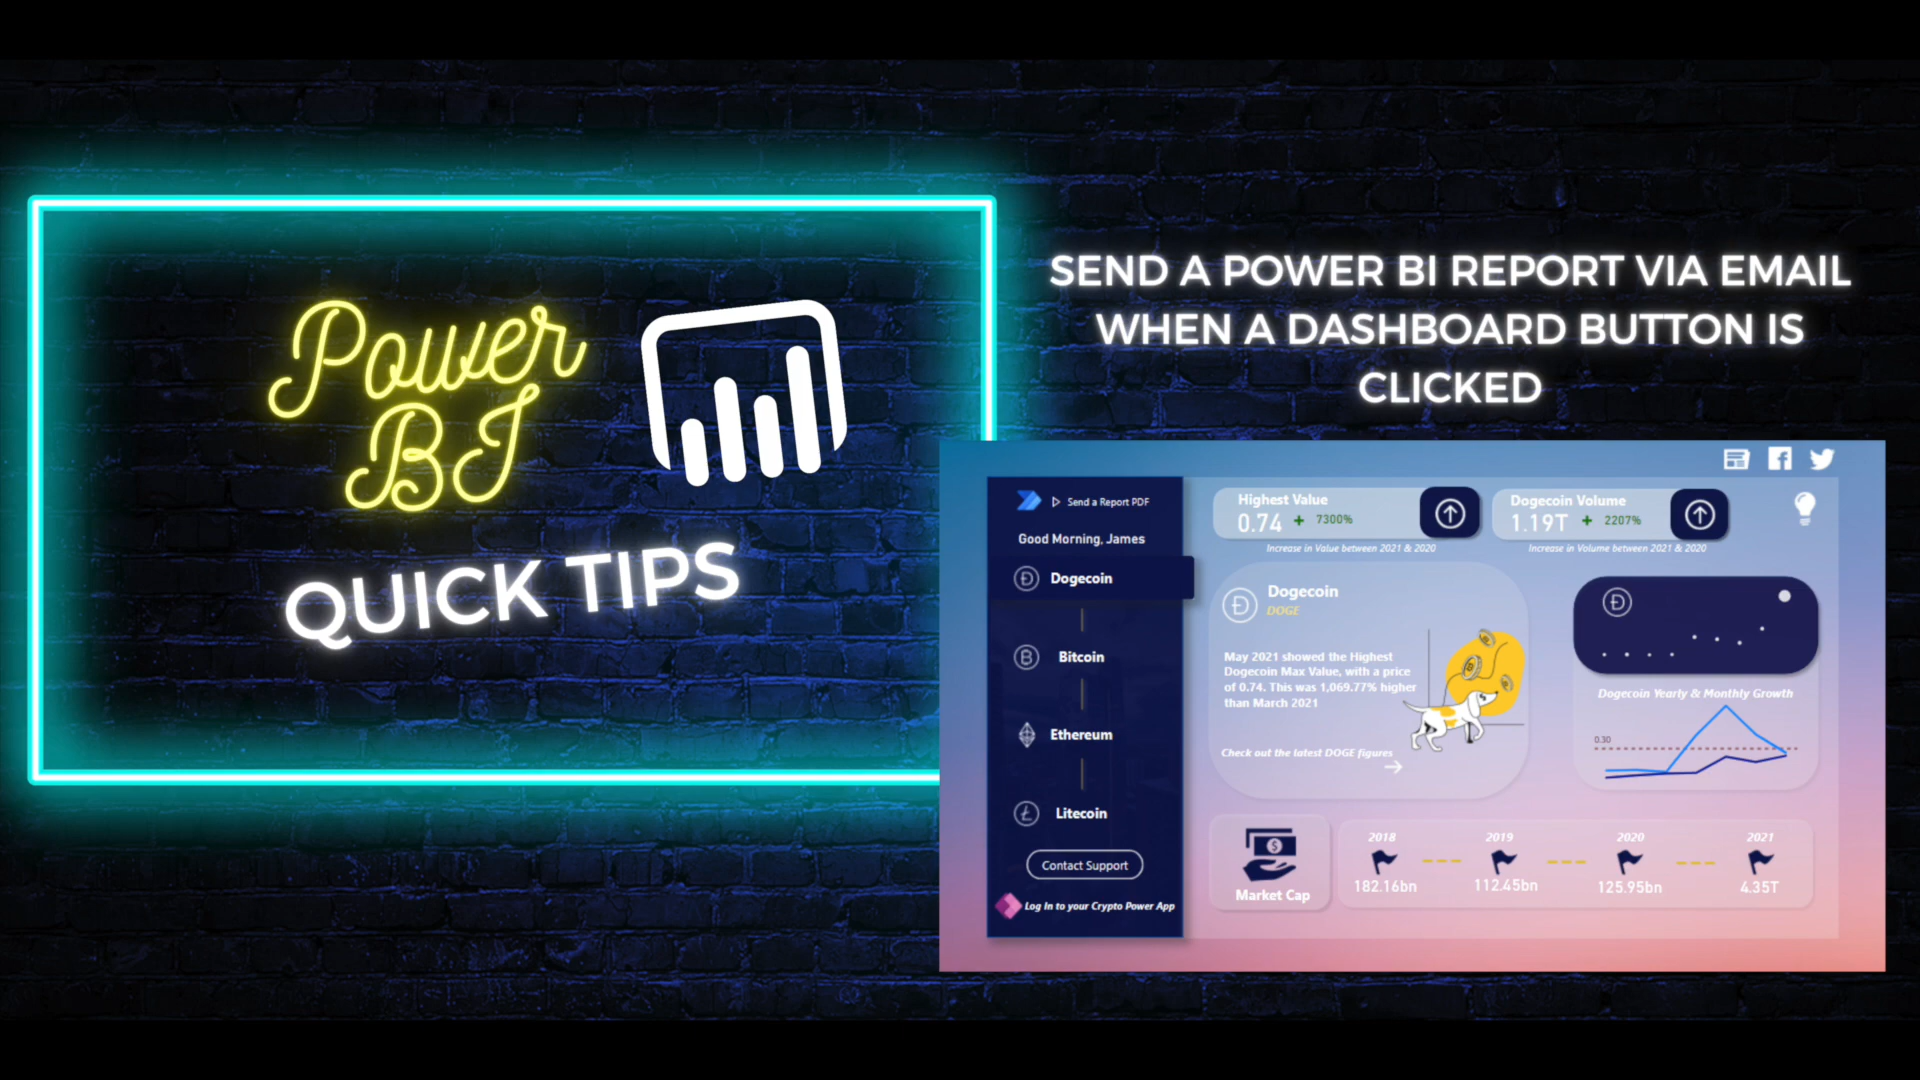 Power
BI
QUICK TIPS
SEND A POWER BI REPORT VIA EMAIL
WHEN A DASHBOARD BUTTON IS
CLICKED
Send a Report PDF
Good Morning, James
Dogecoin
Bitcoin
Ethereum
Litecoin
Contact Support
Log In to your Crypto Power App
Highest Value
0.74 + 7300%
Increase in Value between 2021 & 2020
Dogecoin Volume
1.19T + 2207%
Increase in Volume between 2021 & 2020
Dogecoin
DOGE
May 2021 showed the Highest
Dogecoin Max Value, with a price
of 0.74. This was 1,069.77% higher
than March 2021
Check out the latest DOGE figures
Dogecoin Yearly & Monthly Growth
0.30
Market Cap
2018 2019 2020 2021
182.16bn 112.45bn 125.95bn 4.35T